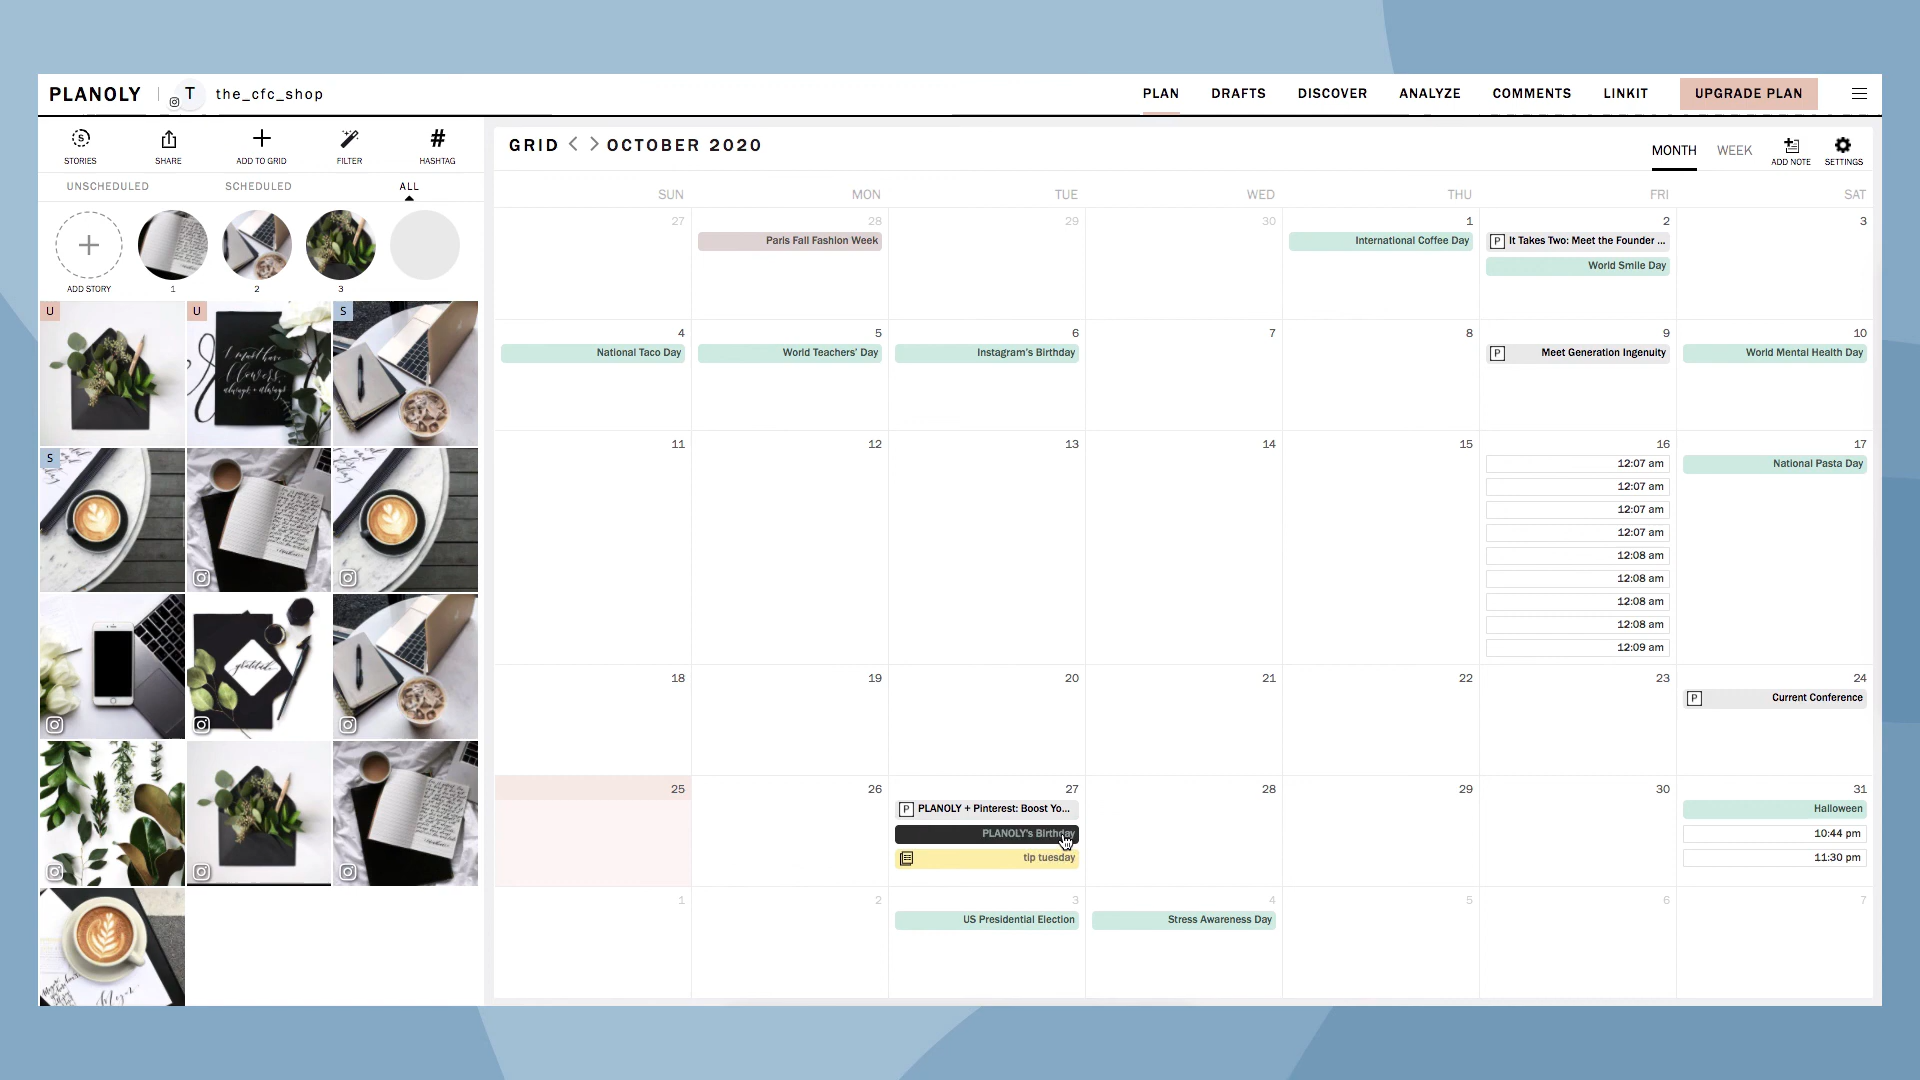 PLANOLY
T
the_cfc_shop
PLAN
DRAFTS
DISCOVER
ANALYZE
COMMENTS
LINKIT
UPGRADE PLAN
S
STORIES
SHARE
ADD TO GRID
FILTER
#
HASHTAG
UNSCHEDULED
SCHEDULED
ALL
ADD STORY
1
2
3
U
U
S
I must have
flowers,
always & always
S
gratitude
GRID
OCTOBER 2020
MONTH
WEEK
ADD NOTE
SETTINGS
SUN
MON
TUE
WED
THU
FRI
SAT
27
28
Paris Fall Fashion Week
29
30
1
International Coffee Day
2
P It Takes Two: Meet the Founder ...
World Smile Day
3
4
National Taco Day
5
World Teachers' Day
6
Instagram's Birthday
7
8
9
P Meet Generation Ingenuity
10
World Mental Health Day
11
12
13
14
15
16
12:07 am
12:07 am
12:07 am
12:07 am
12:08 am
12:08 am
12:08 am
12:08 am
12:09 am
17
National Pasta Day
18
19
20
21
22
23
24
P Current Conference
25
26
27
P PLANOLY + Pinterest: Boost Yo...
PLANOLY's Birthday
tip tuesday
28
29
30
31
Halloween
10:44 pm
11:30 pm
1
2
3
US Presidential Election
4
Stress Awareness Day
5
6
7